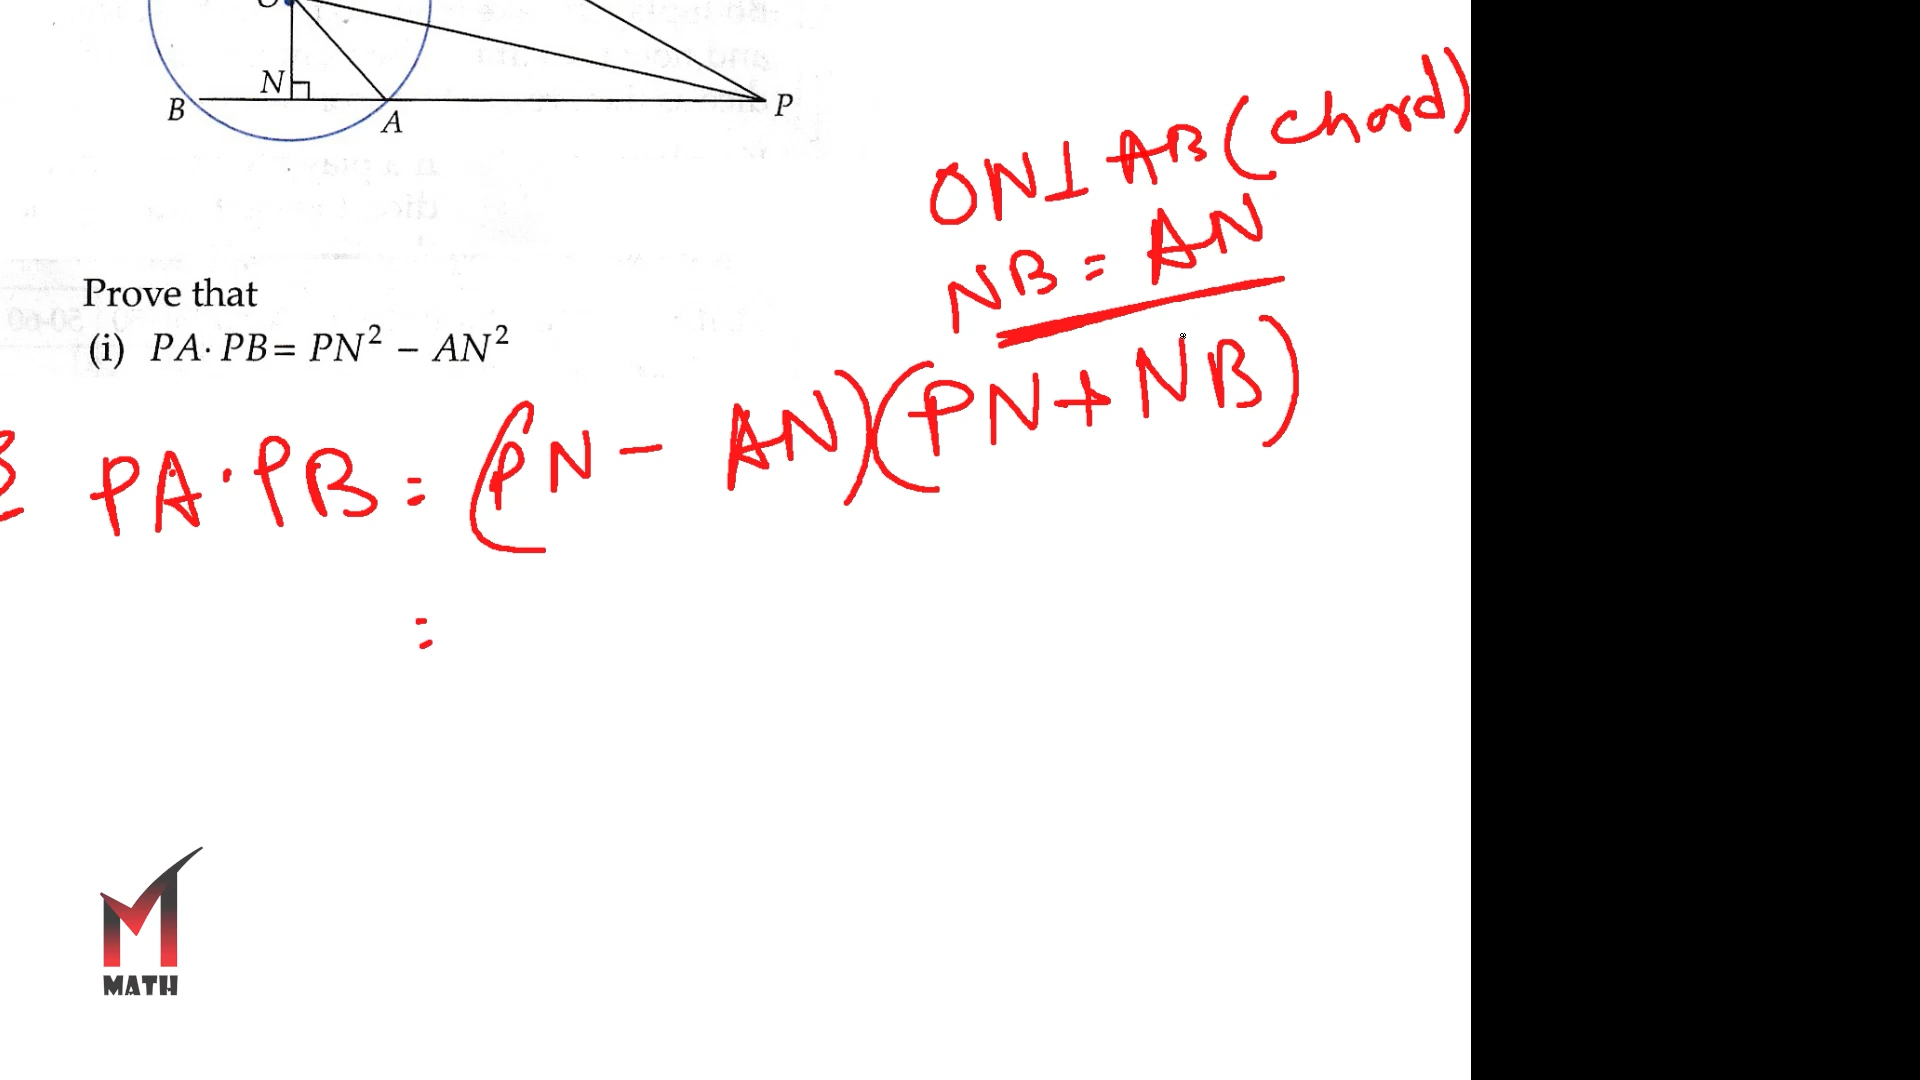 O
N
B
A
P
ON⊥AB (chord)
NB = AN
Prove that
(i) PA· PB= PN² − AN²
PA·PB = (PN − AN)(PN + NB)
=
MATH